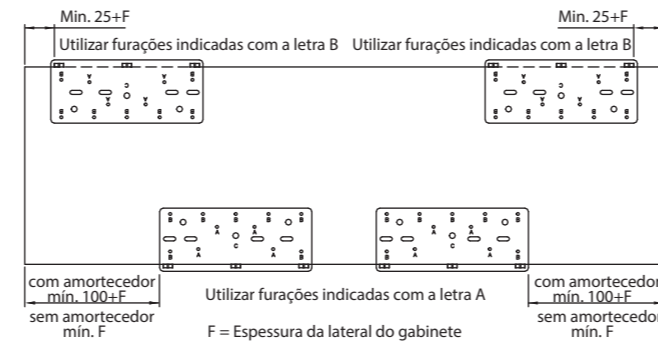 Min. 25+F Min. 25+F
Utilizar furações indicadas com a letra B Utilizar furações indicadas com a letra B
B A A B B A A B
C C
B B A B A B B B B A B A B B
B B B B B B B B B B
A A A A
B A C A B B A C A B
com amortecedor com amortecedor
mín. 100+F Utilizar furações indicadas com a letra A mín. 100+F
sem amortecedor sem amortecedor
mín. F F = Espessura da lateral do gabinete mín. F